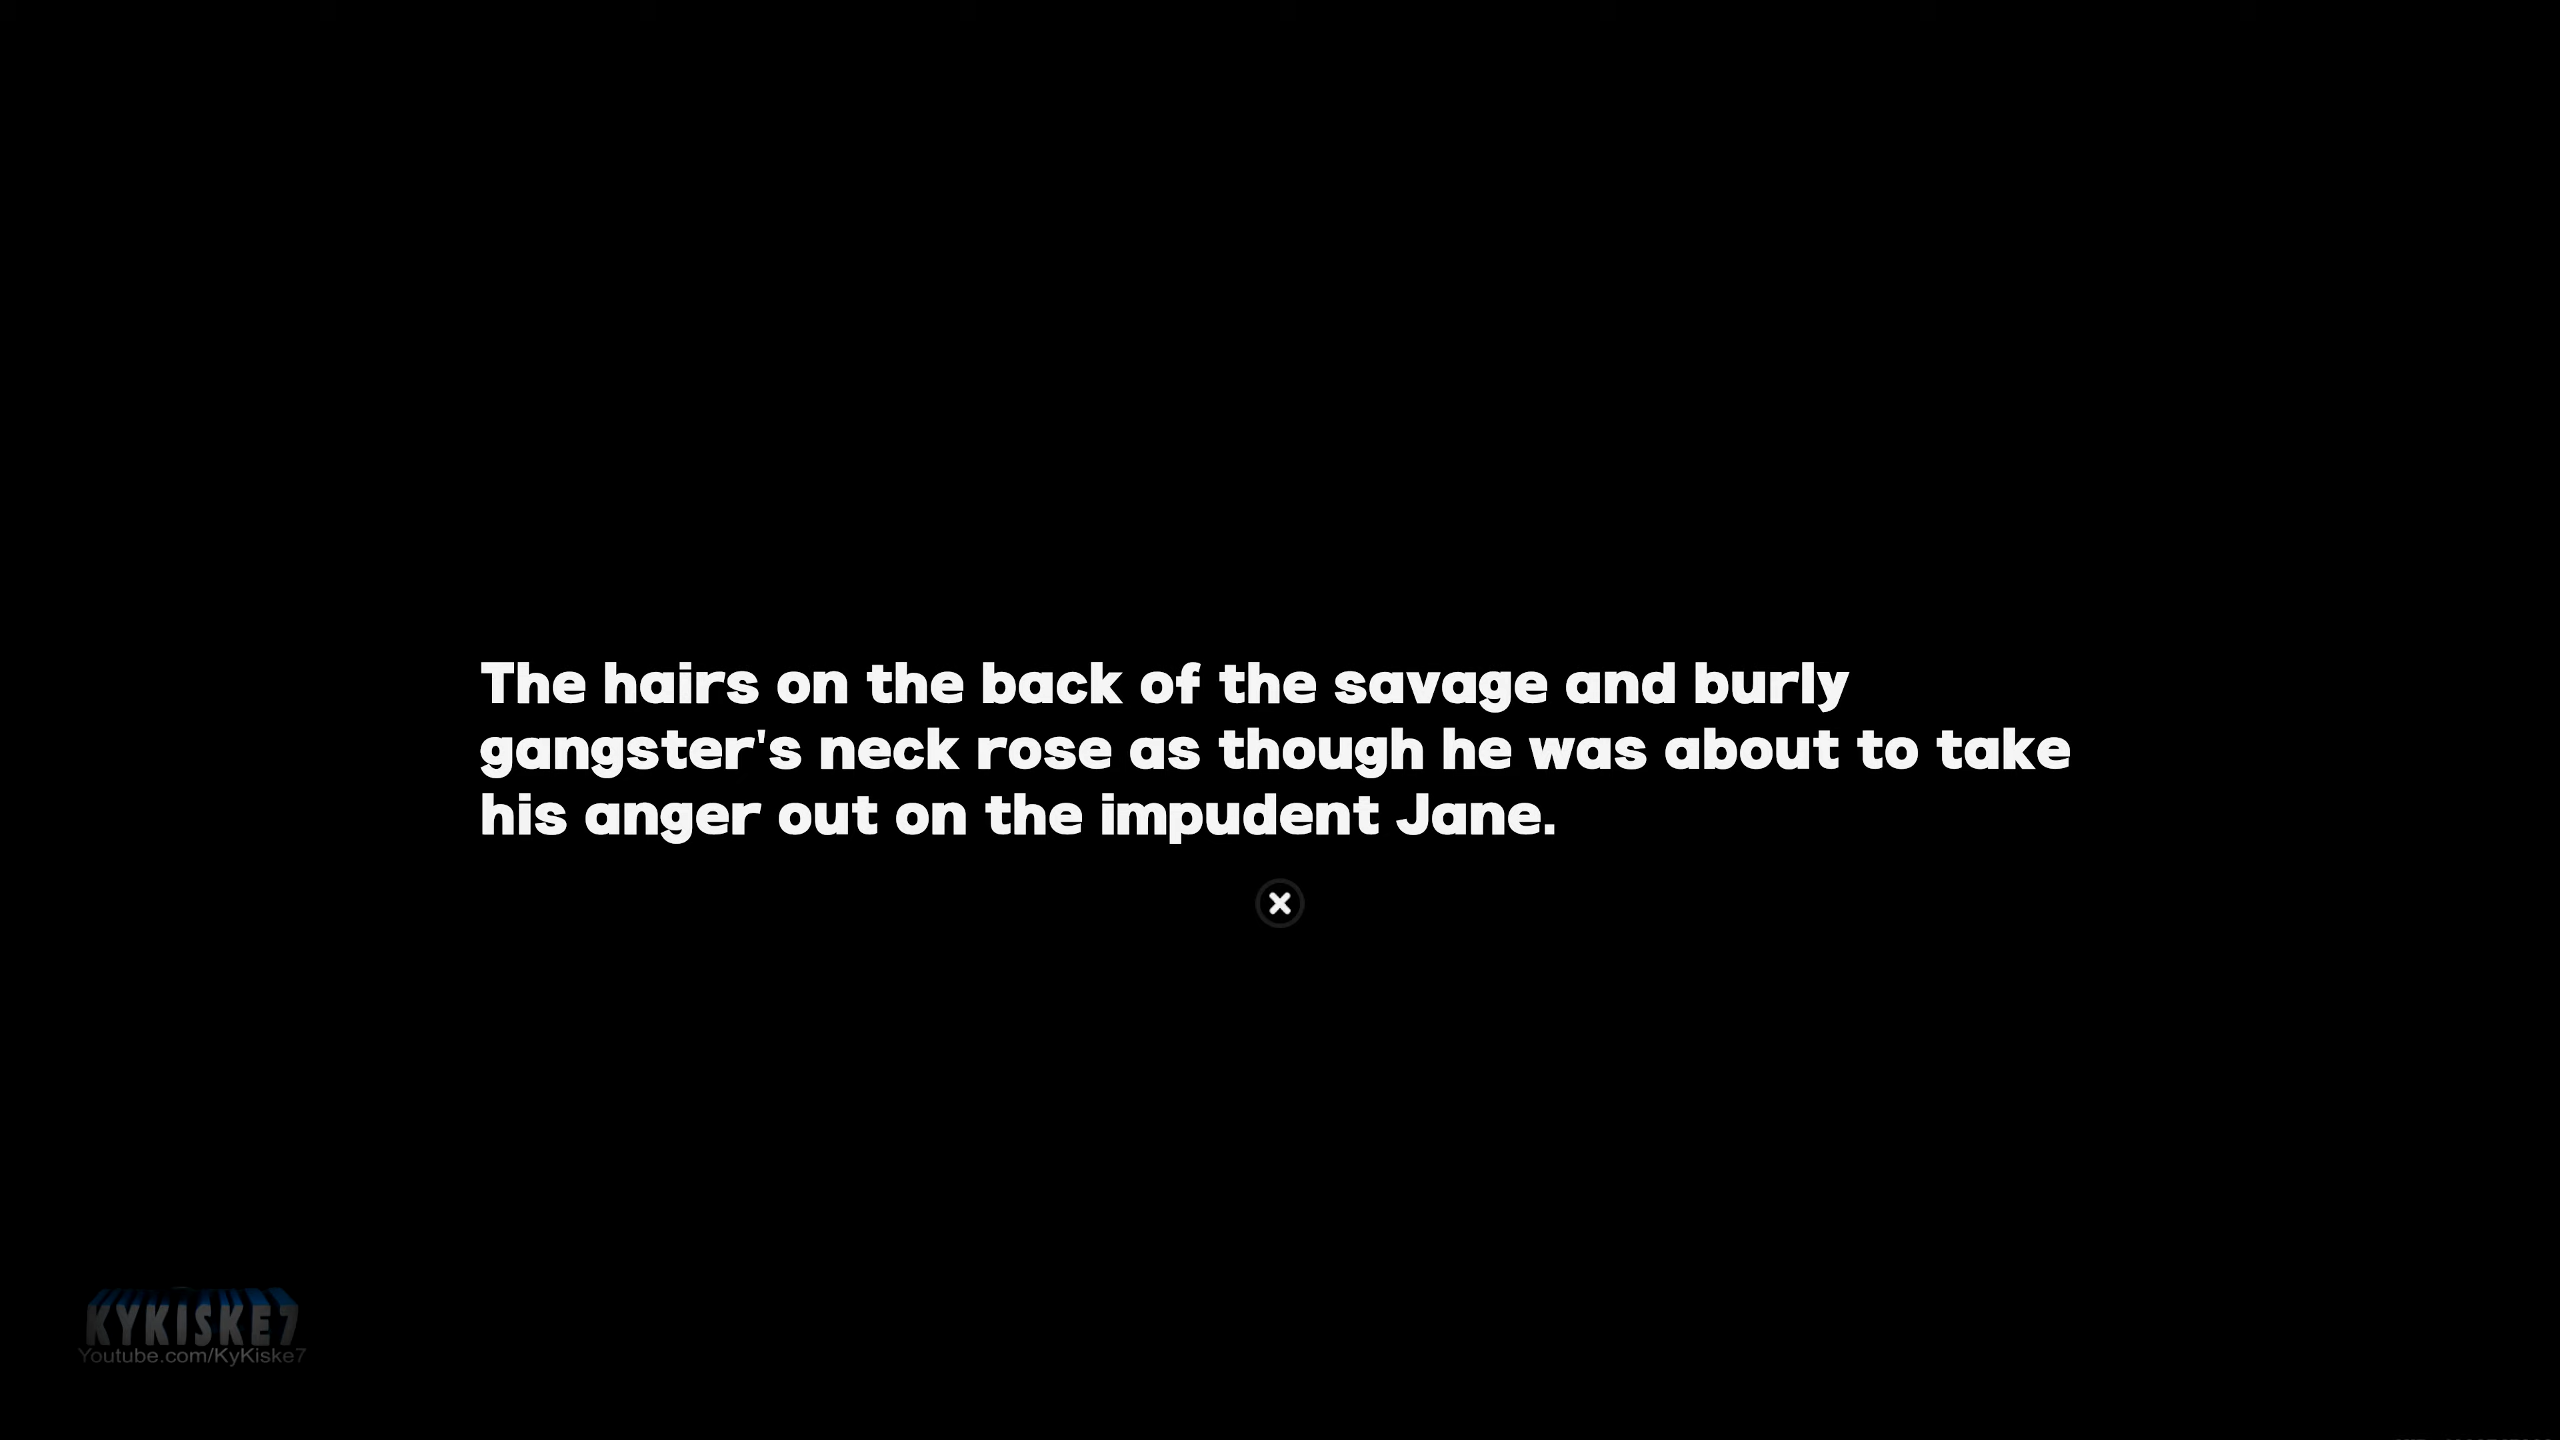 The hairs on the back of the savage and burly
gangster's neck rose as though he was about to take
his anger out on the impudent Jane.
KYKISKE7
Youtube.com/KyKiske7